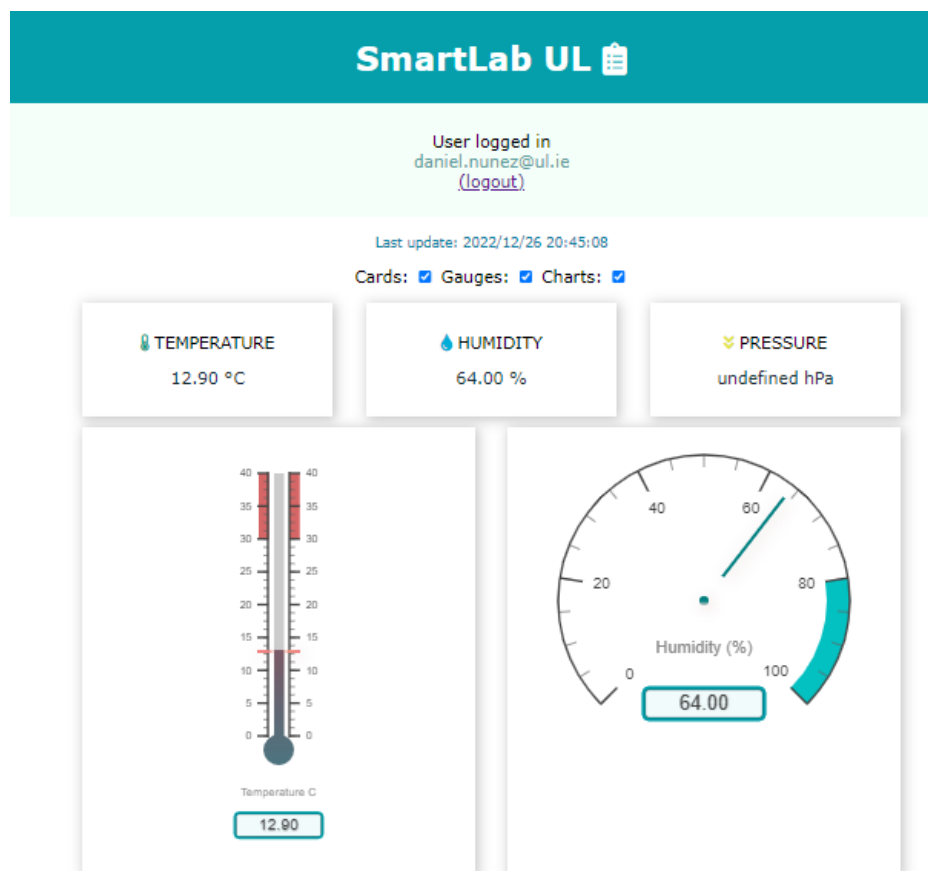 SmartLab UL
User logged in
daniel.nunez@ul.ie
(logout)
Last update: 2022/12/26 20:45:08
Cards: Gauges: Charts:
TEMPERATURE
12.90 °C
HUMIDITY
64.00 %
PRESSURE
undefined hPa
40 40
35 35
30 30
25 25
20 20
15 15
10 10
5 5
0 0
Temperature C
12.90
40 60
20 80
Humidity (%)
0 100
64.00